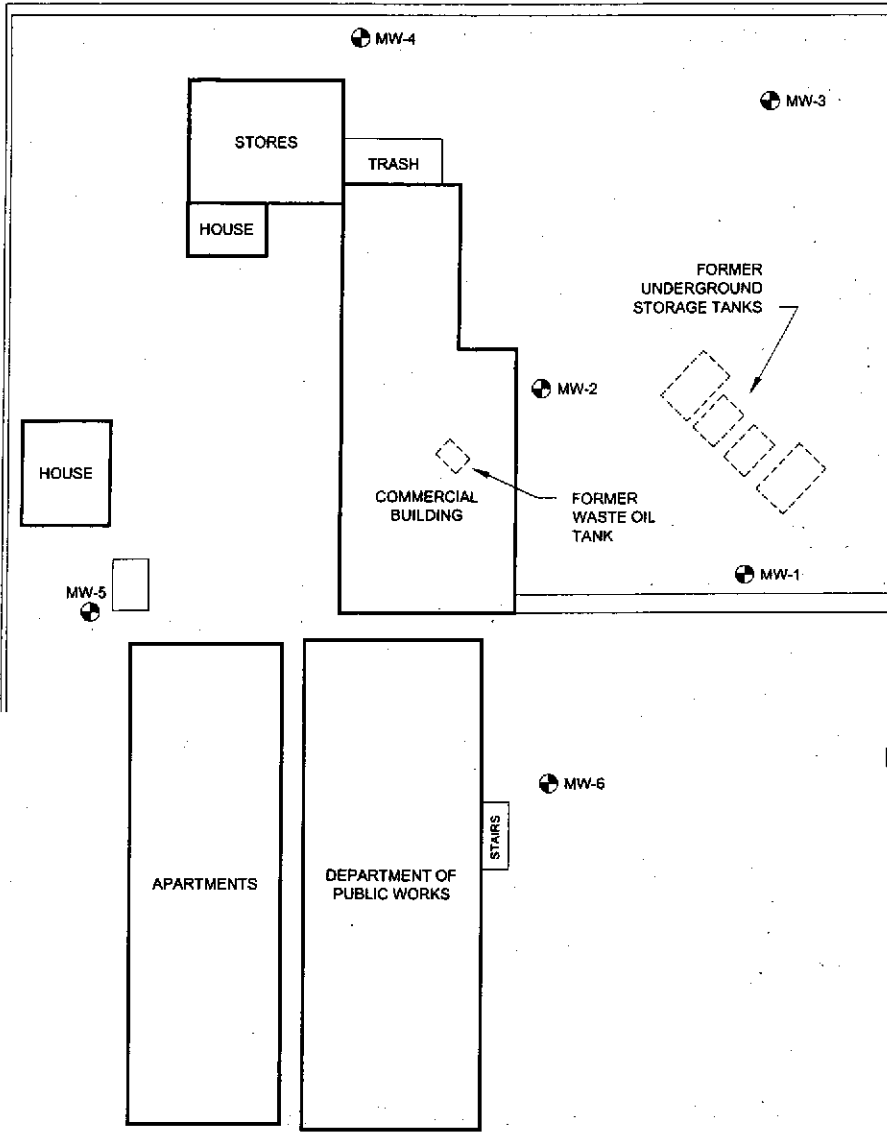 MW-4
MW-3
STORES
TRASH
HOUSE
FORMER
UNDERGROUND
STORAGE TANKS
MW-2
HOUSE
COMMERCIAL
BUILDING
FORMER
WASTE OIL
TANK
MW-1
MW-5
MW-6
STAIRS
APARTMENTS
DEPARTMENT OF
PUBLIC WORKS